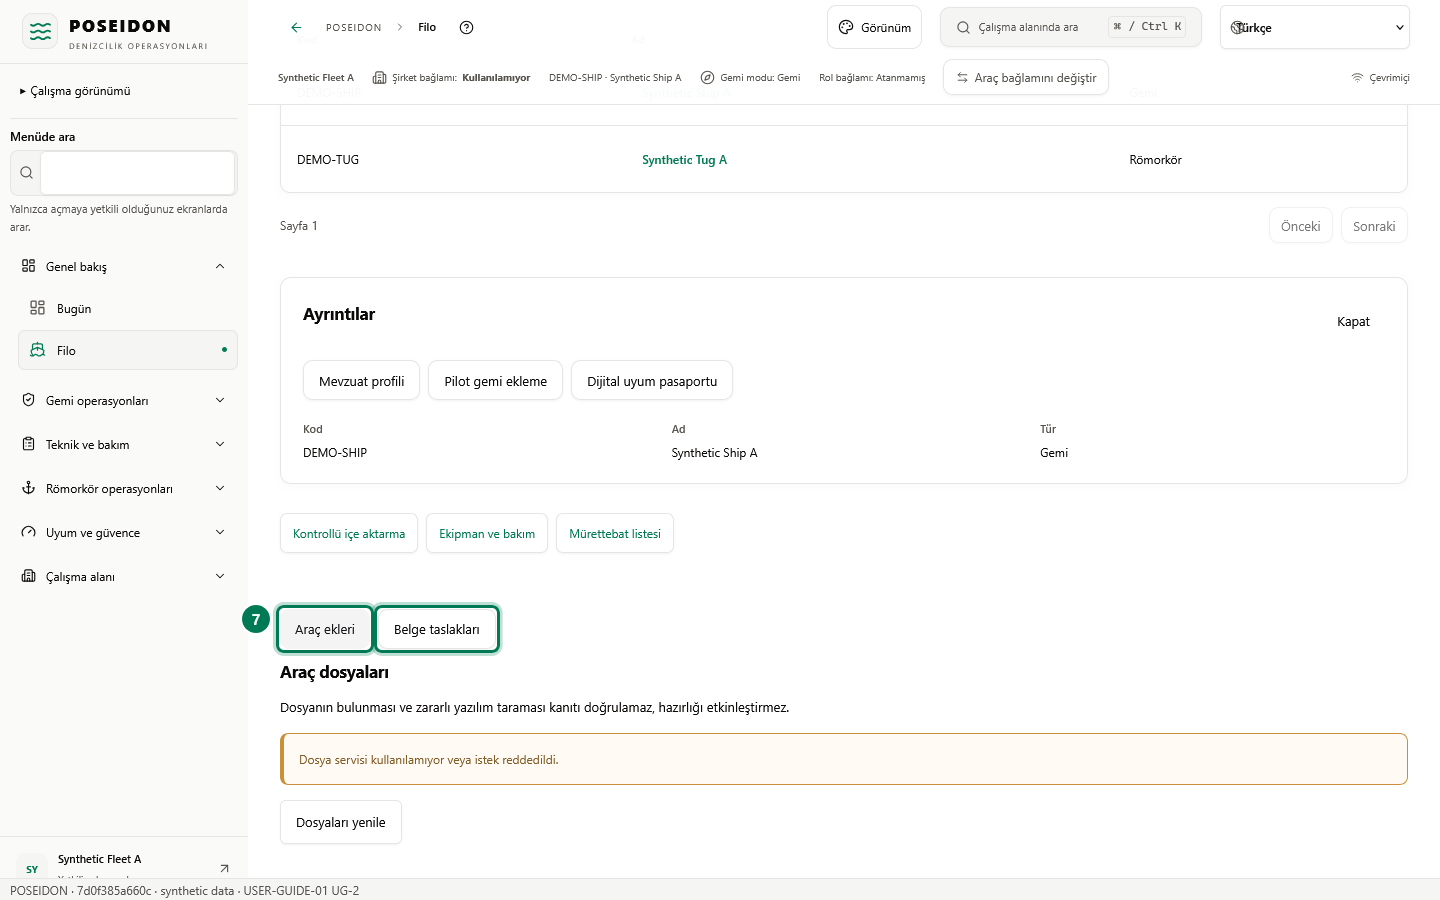 POSEIDON
DENİZCİLİK OPERASYONLARI
Çalışma görünümü
Menüde ara
Yalnızca açmaya yetkili olduğunuz ekranlarda
arar.
Genel bakış
Bugün
Filo
Gemi operasyonları
Teknik ve bakım
Römorkör operasyonları
Uyum ve güvence
Çalışma alanı
SY
Synthetic Fleet A
POSEIDON
Filo
Görünüm
Çalışma alanında ara
⌘ / Ctrl K
Türkçe
Synthetic Fleet A
Şirket bağlamı: Kullanılamıyor
DEMO-SHIP · Synthetic Ship A
Gemi modu: Gemi
Rol bağlamı: Atanmamış
Araç bağlamını değiştir
Çevrimiçi
DEMO-SHIP
Synthetic Ship A
Gemi
DEMO-TUG
Synthetic Tug A
Römorkör
Sayfa 1
Önceki
Sonraki
Ayrıntılar
Kapat
Mevzuat profili
Pilot gemi ekleme
Dijital uyum pasaportu
Kod
Ad
Tür
DEMO-SHIP
Synthetic Ship A
Gemi
Kontrollü içe aktarma
Ekipman ve bakım
Mürettebat listesi
7
Araç ekleri
Belge taslakları
Araç dosyaları
Dosyanın bulunması ve zararlı yazılım taraması kanıtı doğrulamaz, hazırlığı etkinleştirmez.
Dosya servisi kullanılamıyor veya istek reddedildi.
Dosyaları yenile
POSEIDON · 7d0f385a660c · synthetic data · USER-GUIDE-01 UG-2